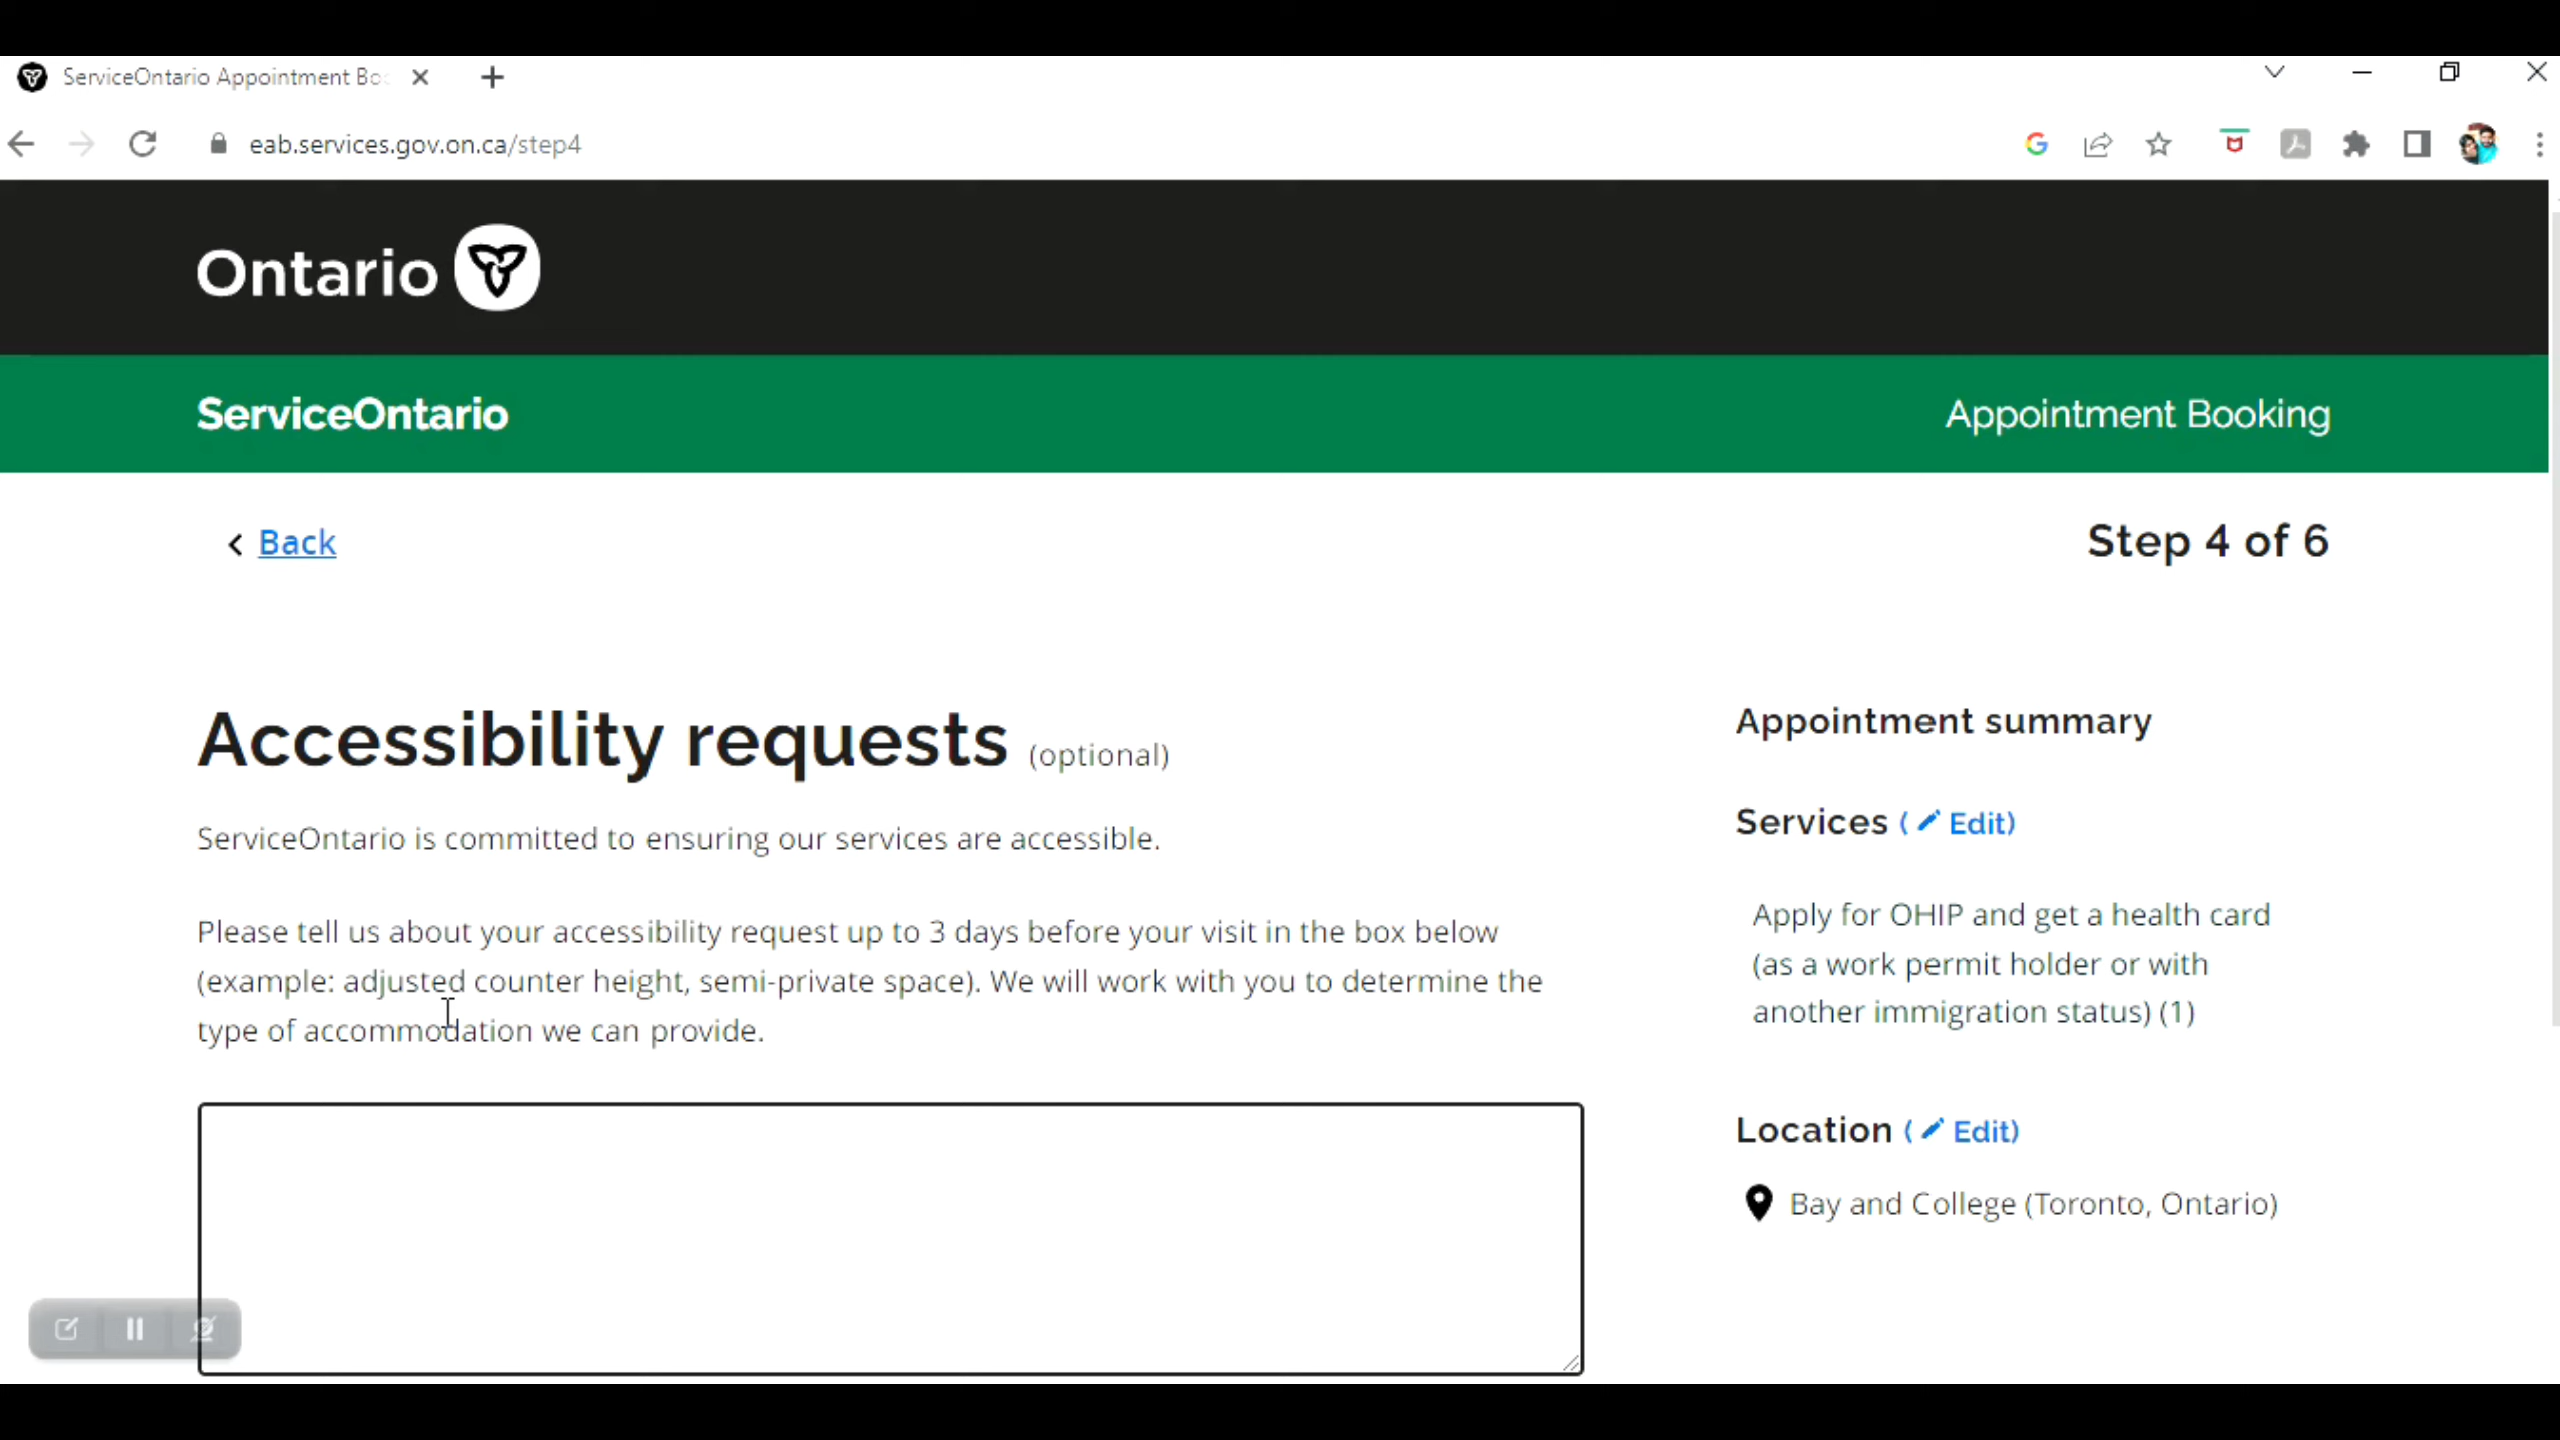 ServiceOntario Appointment Bo
eab.services.gov.on.ca/step4
Ontario
ServiceOntario
Appointment Booking
Back
Step 4 of 6
Accessibility requests (optional)
ServiceOntario is committed to ensuring our services are accessible.
Please tell us about your accessibility request up to 3 days before your visit in the box below
(example: adjusted counter height, semi-private space). We will work with you to determine the
type of accommodation we can provide.
Appointment summary
Services ( Edit)
Apply for OHIP and get a health card
(as a work permit holder or with
another immigration status) (1)
Location ( Edit)
Bay and College (Toronto, Ontario)